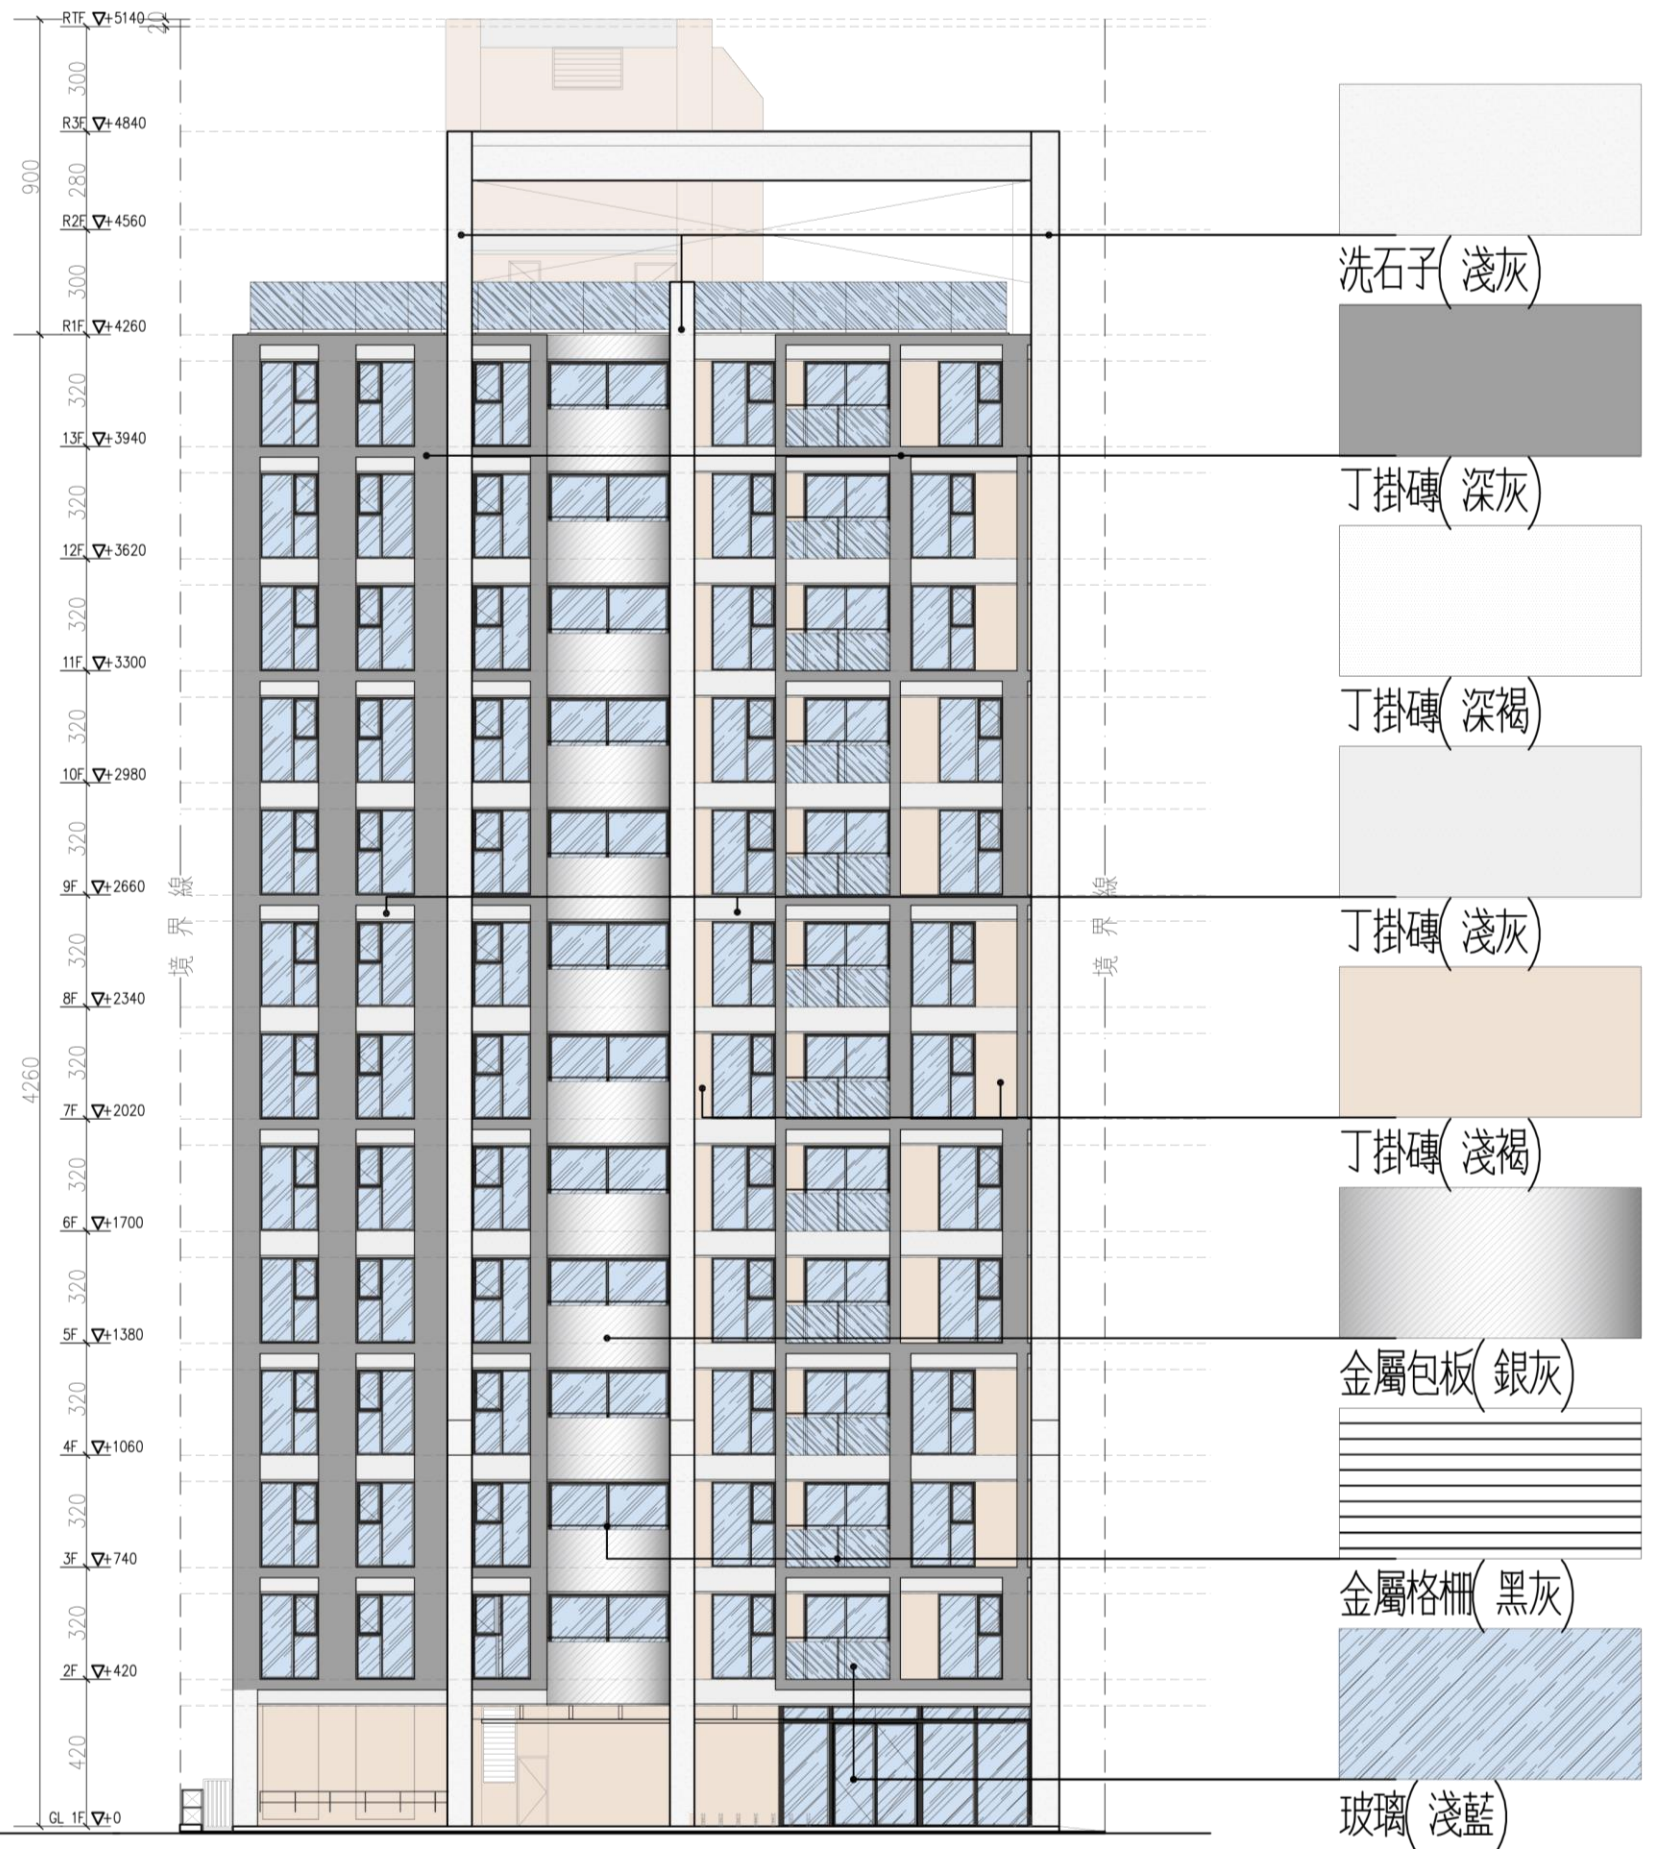 RTF ▽+5140
20
300
R3F ▽+4840
900
280
R2F ▽+4560
洗石子(淺灰)
300
R1F ▽+4260
320
13F ▽+3940
丁掛磚(深灰)
320
12F ▽+3620
320
11F ▽+3300
丁掛磚(深褐)
320
10F ▽+2980
320
9F ▽+2660
境界線
境界線
丁掛磚(淺灰)
320
8F ▽+2340
4260
320
7F ▽+2020
丁掛磚(淺褐)
320
6F ▽+1700
320
5F ▽+1380
金屬包板(銀灰)
320
4F ▽+1060
320
3F ▽+740
金屬格柵(黑灰)
320
2F ▽+420
420
GL 1F ▽+0
玻璃(淺藍)